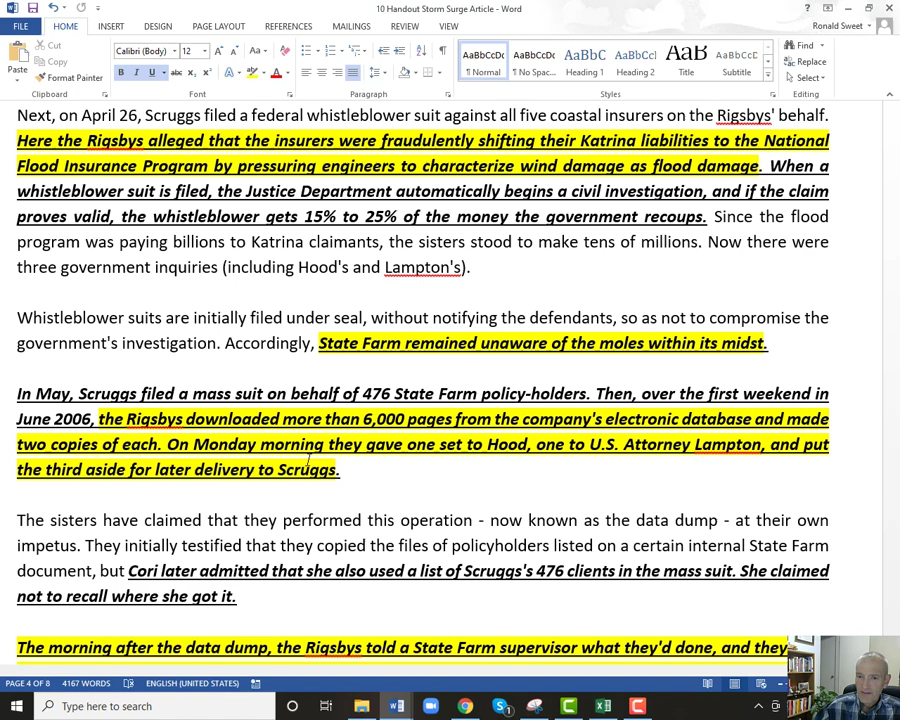 10 Handout Storm Surge Article - Word
FILE HOME INSERT DESIGN PAGE LAYOUT REFERENCES MAILINGS REVIEW VIEW Ronald Sweet
Paste Cut Copy Format Painter
Calibri (Body) 12
AaBbCcDc AaBbCcDc AaBbC AaBbCcl AaB AaBbCcD
¶ Normal ¶ No Spac... Heading 1 Heading 2 Title Subtitle
Find Replace Select
Clipboard Font Paragraph Styles Editing
Next, on April 26, Scruggs filed a federal whistleblower suit against all five coastal insurers on the Rigsbys' behalf.
Here the Rigsbys alleged that the insurers were fraudulently shifting their Katrina liabilities to the National
Flood Insurance Program by pressuring engineers to characterize wind damage as flood damage. When a
whistleblower suit is filed, the Justice Department automatically begins a civil investigation, and if the claim
proves valid, the whistleblower gets 15% to 25% of the money the government recoups. Since the flood
program was paying billions to Katrina claimants, the sisters stood to make tens of millions. Now there were
three government inquiries (including Hood's and Lampton's).
Whistleblower suits are initially filed under seal, without notifying the defendants, so as not to compromise the
government's investigation. Accordingly, State Farm remained unaware of the moles within its midst.
In May, Scruggs filed a mass suit on behalf of 476 State Farm policy-holders. Then, over the first weekend in
June 2006, the Rigsbys downloaded more than 6,000 pages from the company's electronic database and made
two copies of each. On Monday morning they gave one set to Hood, one to U.S. Attorney Lampton, and put
the third aside for later delivery to Scruggs.
The sisters have claimed that they performed this operation - now known as the data dump - at their own
impetus. They initially testified that they copied the files of policyholders listed on a certain internal State Farm
document, but Cori later admitted that she also used a list of Scruggs's 476 clients in the mass suit. She claimed
not to recall where she got it.
The morning after the data dump, the Rigsbys told a State Farm supervisor what they'd done, and they
PAGE 4 OF 8 4167 WORDS ENGLISH (UNITED STATES)
Type here to search